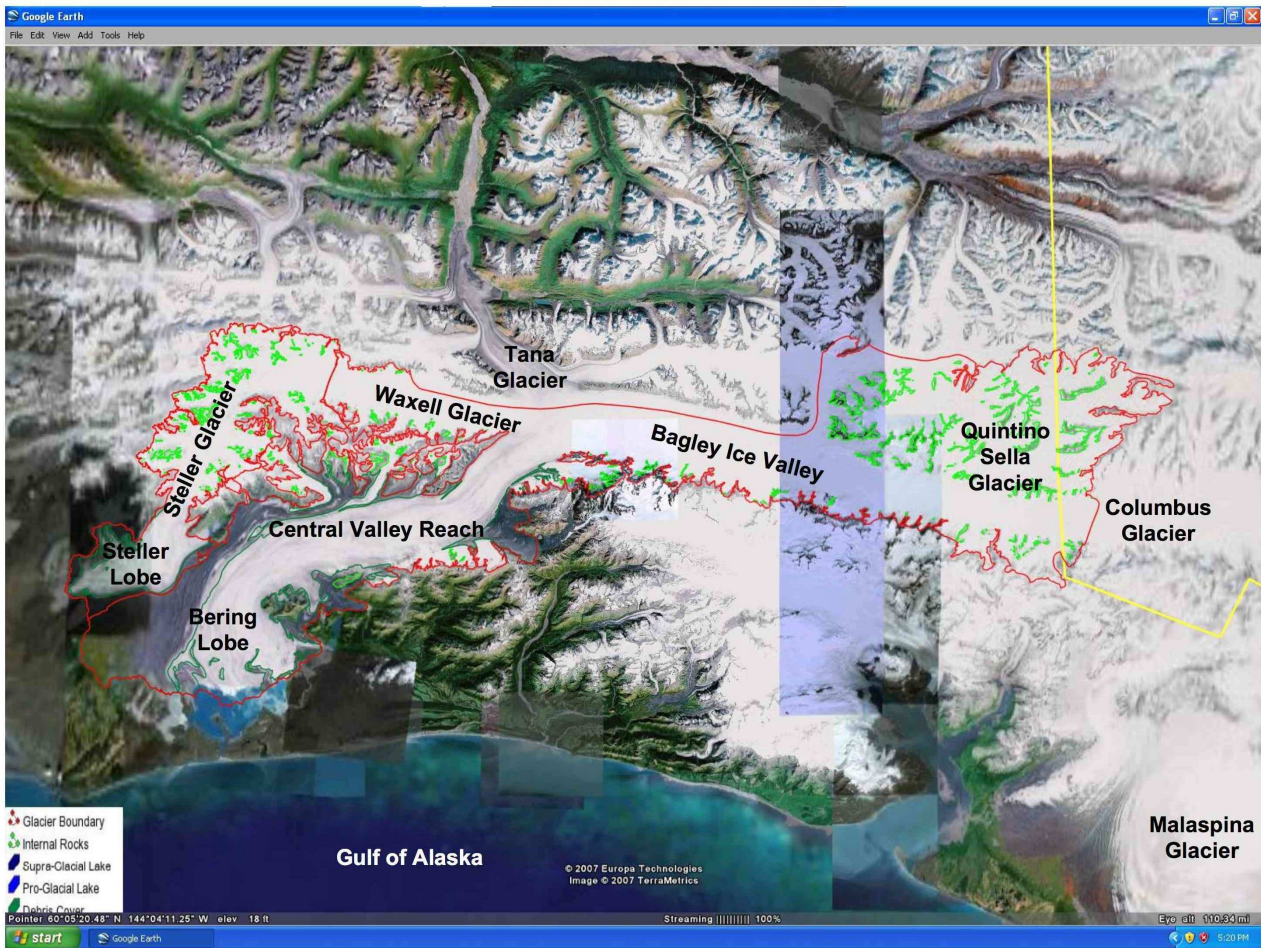 Google Earth
File Edit View Add Tools Help
Tana
Glacier
Waxell Glacier
Steller Glacier
Bagley Ice Valley
Quintino
Sella
Glacier
Columbus
Glacier
Central Valley Reach
Steller
Lobe
Bering
Lobe
Malaspina
Glacier
Gulf of Alaska
© 2007 Europa Technologies
Image © 2007 TerraMetrics
Glacier Boundary
Internal Rocks
Supra-Glacial Lake
Pro-Glacial Lake
Debris Cover
Pointer 60°05'20.48" N 144°04'11.25" W elev 18 ft
Streaming |||||||||| 100%
Eye alt 110.34 mi
start
Google Earth
5:20 PM